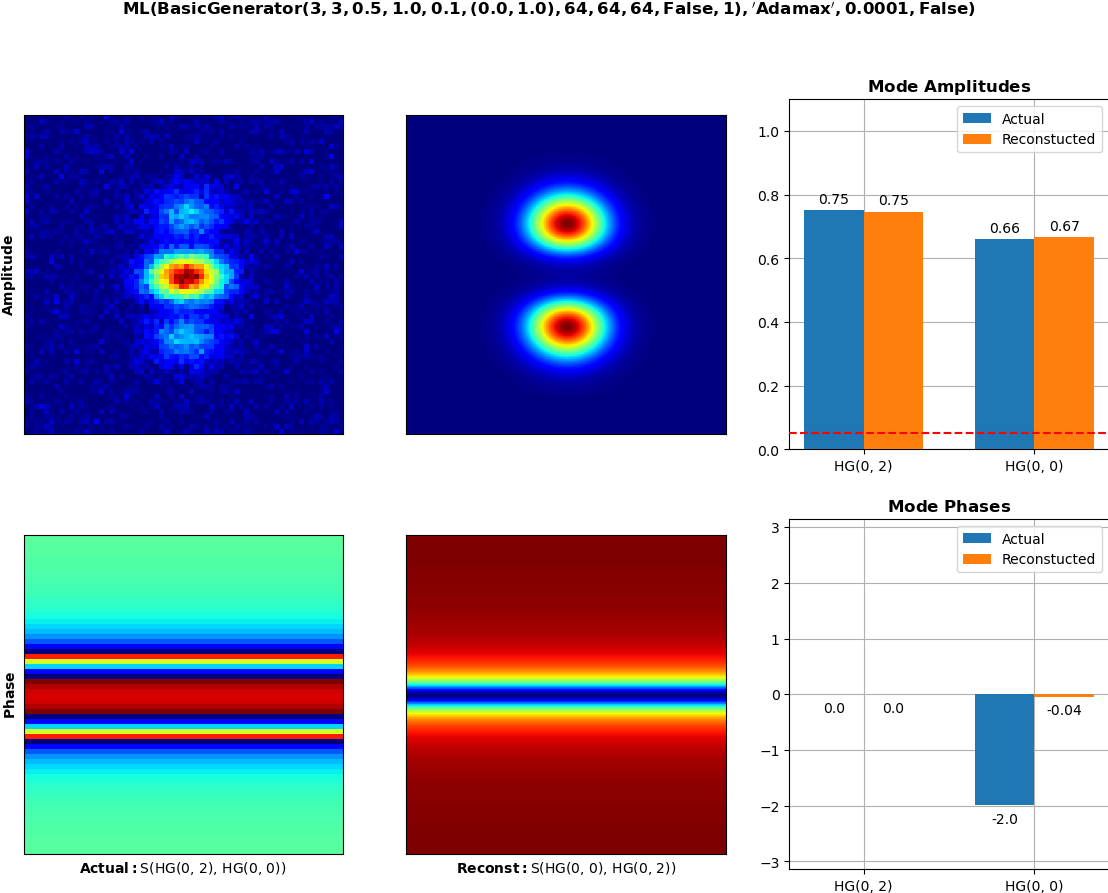 ML(BasicGenerator(3, 3, 0.5, 1.0, 0.1, (0.0, 1.0), 64, 64, 64, False, 1), 'Adamax', 0.0001, False)
Amplitude
Mode Amplitudes
Actual
Reconstucted
1.0
0.8
0.6
0.4
0.2
0.0
0.75
0.75
0.66
0.67
HG(0, 2)
HG(0, 0)
Phase
Actual: S(HG(0, 2), HG(0, 0))
Reconst: S(HG(0, 0), HG(0, 2))
Mode Phases
Actual
Reconstucted
3
2
1
0
−1
−2
−3
0.0
0.0
-2.0
-0.04
HG(0, 2)
HG(0, 0)